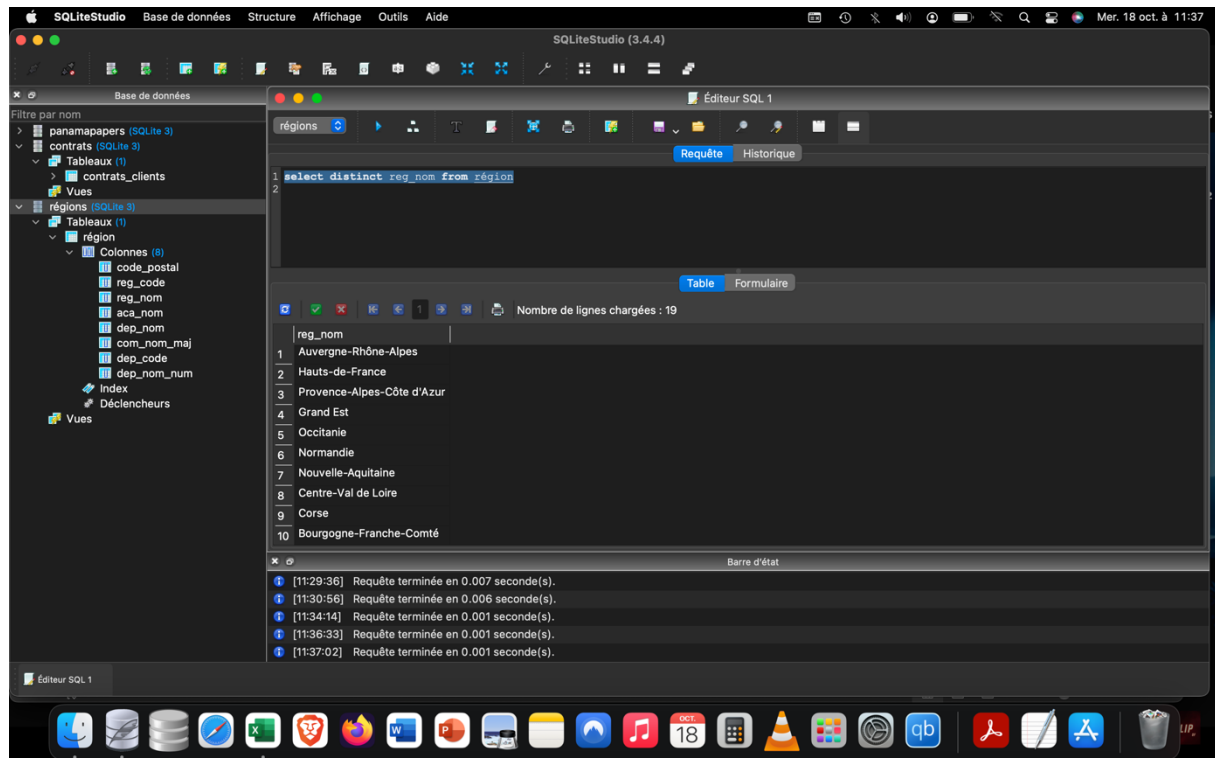 SQLiteStudio Base de données Structure Affichage Outils Aide Mer. 18 oct. à 11:37
SQLiteStudio (3.4.4)
Base de données
Éditeur SQL 1
Filtre par nom
panamapapers (SQLite 3)
contrats (SQLite 3)
Tableaux (1)
contrats_clients
Vues
régions (SQLite 3)
Tableaux (1)
région
Colonnes (8)
code_postal
reg_code
reg_nom
aca_nom
dep_nom
com_nom_maj
dep_code
dep_nom_num
Index
Déclencheurs
Vues
régions
Requête Historique
1 select distinct reg_nom from région
2
Table Formulaire
1 Nombre de lignes chargées : 19
reg_nom
1 Auvergne-Rhône-Alpes
2 Hauts-de-France
3 Provence-Alpes-Côte d'Azur
4 Grand Est
5 Occitanie
6 Normandie
7 Nouvelle-Aquitaine
8 Centre-Val de Loire
9 Corse
10 Bourgogne-Franche-Comté
Barre d'état
[11:29:36] Requête terminée en 0.007 seconde(s).
[11:30:56] Requête terminée en 0.006 seconde(s).
[11:34:14] Requête terminée en 0.001 seconde(s).
[11:36:33] Requête terminée en 0.001 seconde(s).
[11:37:02] Requête terminée en 0.001 seconde(s).
Éditeur SQL 1
OCT.
18
qb